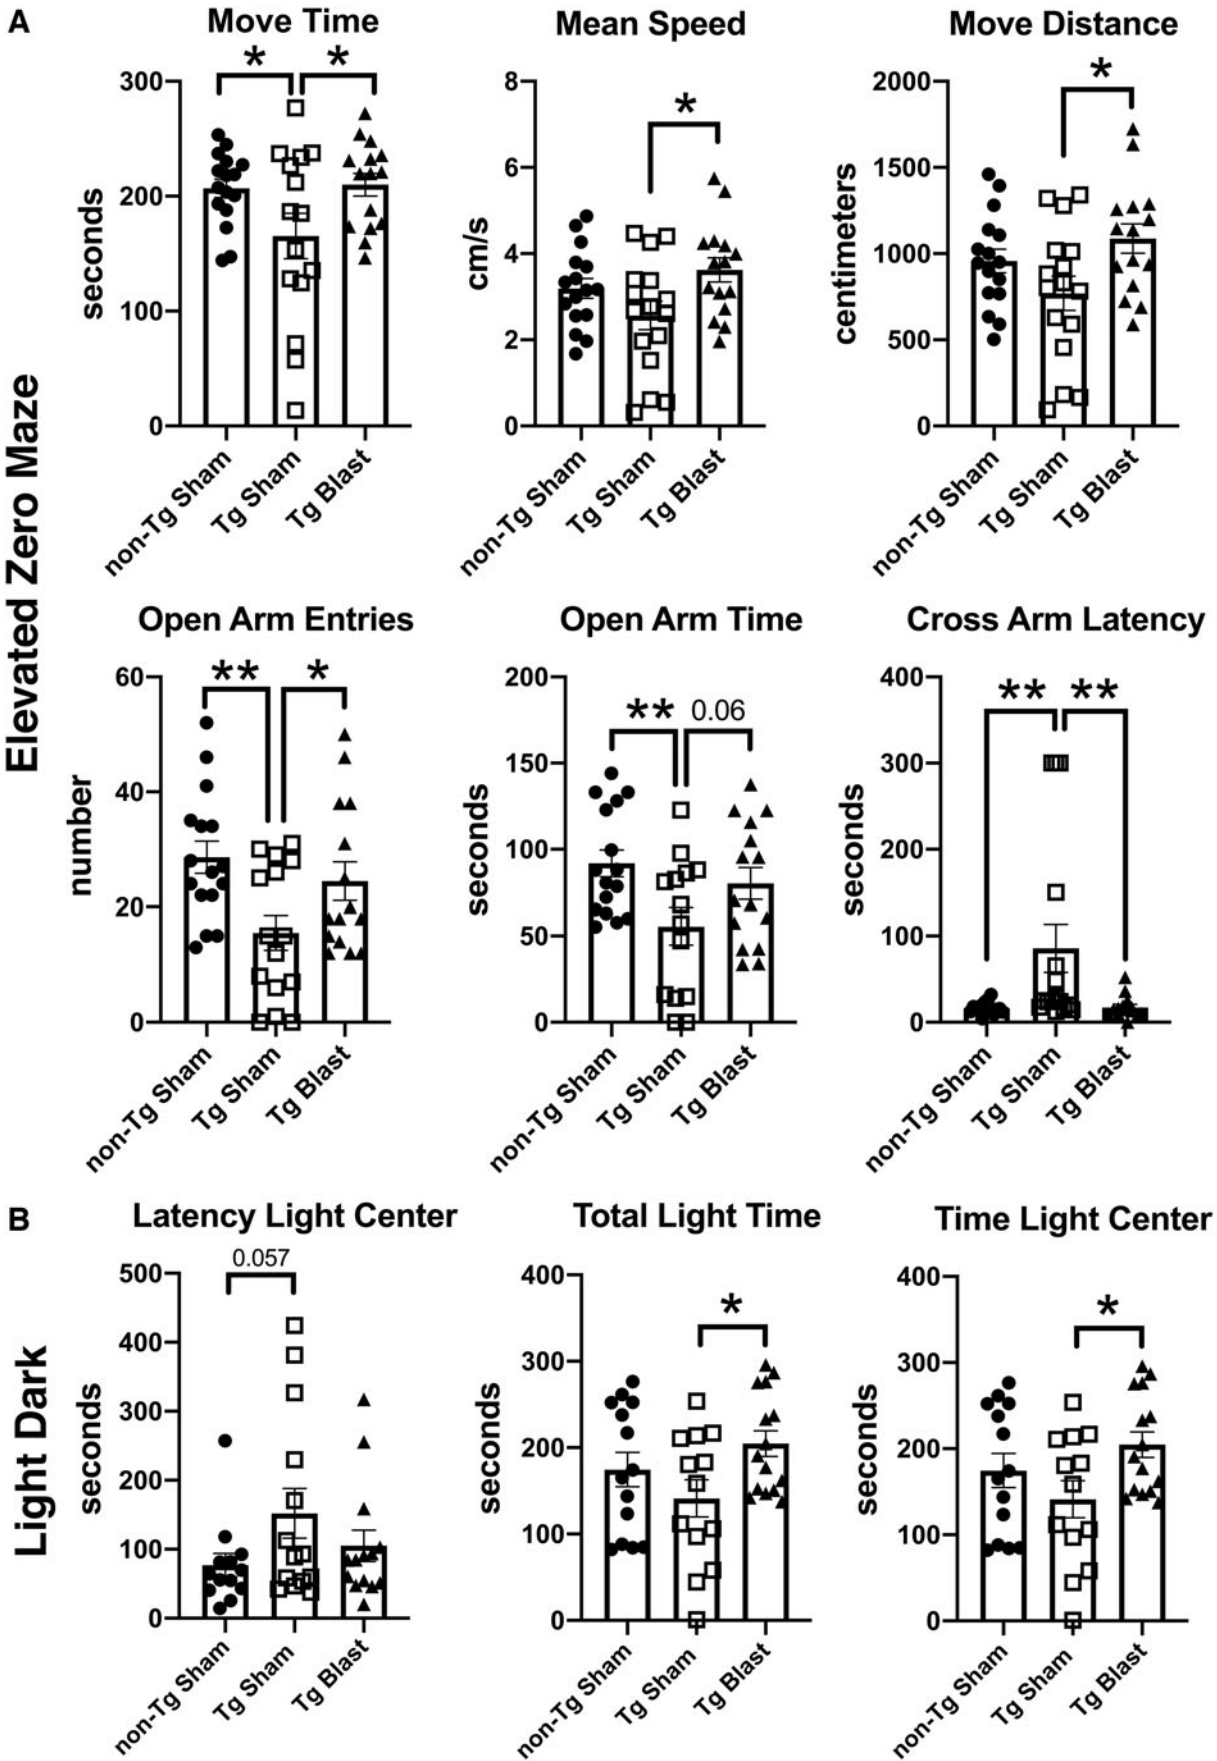 A
Elevated Zero Maze
Move Time
* *
seconds
300
200
100
0
non-Tg Sham
Tg Sham
Tg Blast
Mean Speed
*
cm/s
8
6
4
2
0
non-Tg Sham
Tg Sham
Tg Blast
Move Distance
*
centimeters
2000
1500
1000
500
0
non-Tg Sham
Tg Sham
Tg Blast
Open Arm Entries
** *
number
60
40
20
0
non-Tg Sham
Tg Sham
Tg Blast
Open Arm Time
** 0.06
seconds
200
150
100
50
0
non-Tg Sham
Tg Sham
Tg Blast
Cross Arm Latency
** **
seconds
400
300
200
100
0
non-Tg Sham
Tg Sham
Tg Blast
B
Light Dark
Latency Light Center
0.057
seconds
500
400
300
200
100
0
non-Tg Sham
Tg Sham
Tg Blast
Total Light Time
*
seconds
400
300
200
100
0
non-Tg Sham
Tg Sham
Tg Blast
Time Light Center
*
seconds
400
300
200
100
0
non-Tg Sham
Tg Sham
Tg Blast